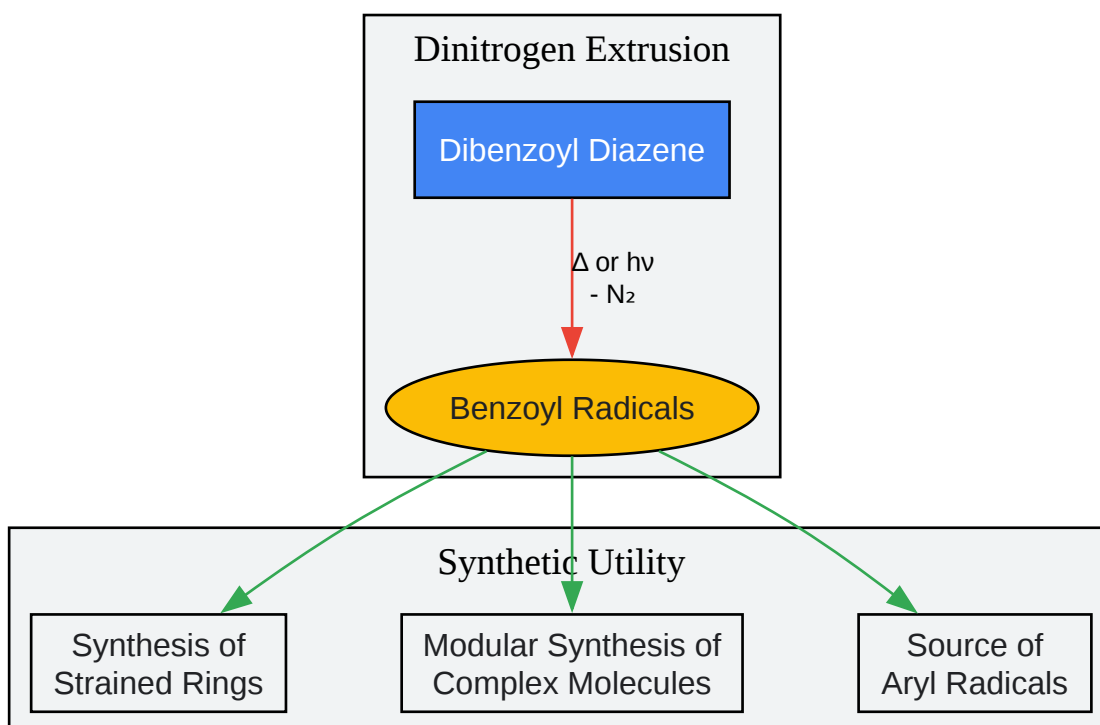 Dinitrogen Extrusion
Dibenzoyl Diazene
Δ or hν
- N₂
Benzoyl Radicals
Synthetic Utility
Synthesis of
Strained Rings
Modular Synthesis of
Complex Molecules
Source of
Aryl Radicals